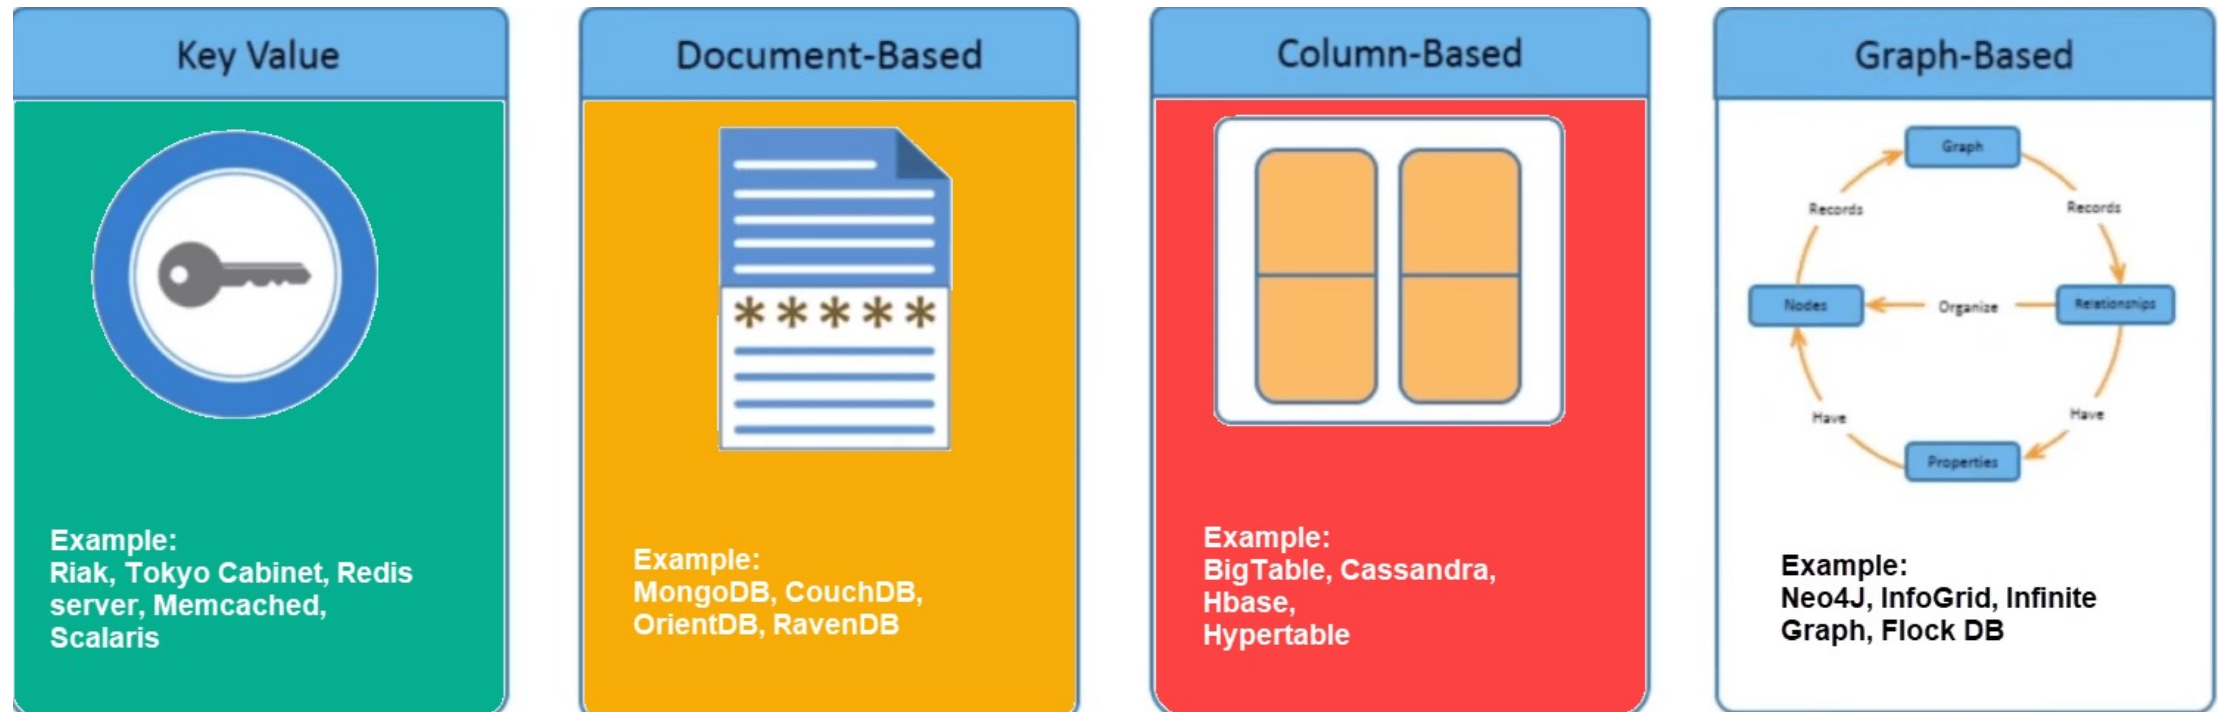 Key Value
Example:
Riak, Tokyo Cabinet, Redis
server, Memcached,
Scalaris
Document-Based
*****
Example:
MongoDB, CouchDB,
OrientDB, RavenDB
Column-Based
Example:
BigTable, Cassandra,
Hbase,
Hypertable
Graph-Based
Graph
Records
Records
Nodes
Organize
Relationships
Have
Have
Properties
Example:
Neo4J, InfoGrid, Infinite
Graph, Flock DB